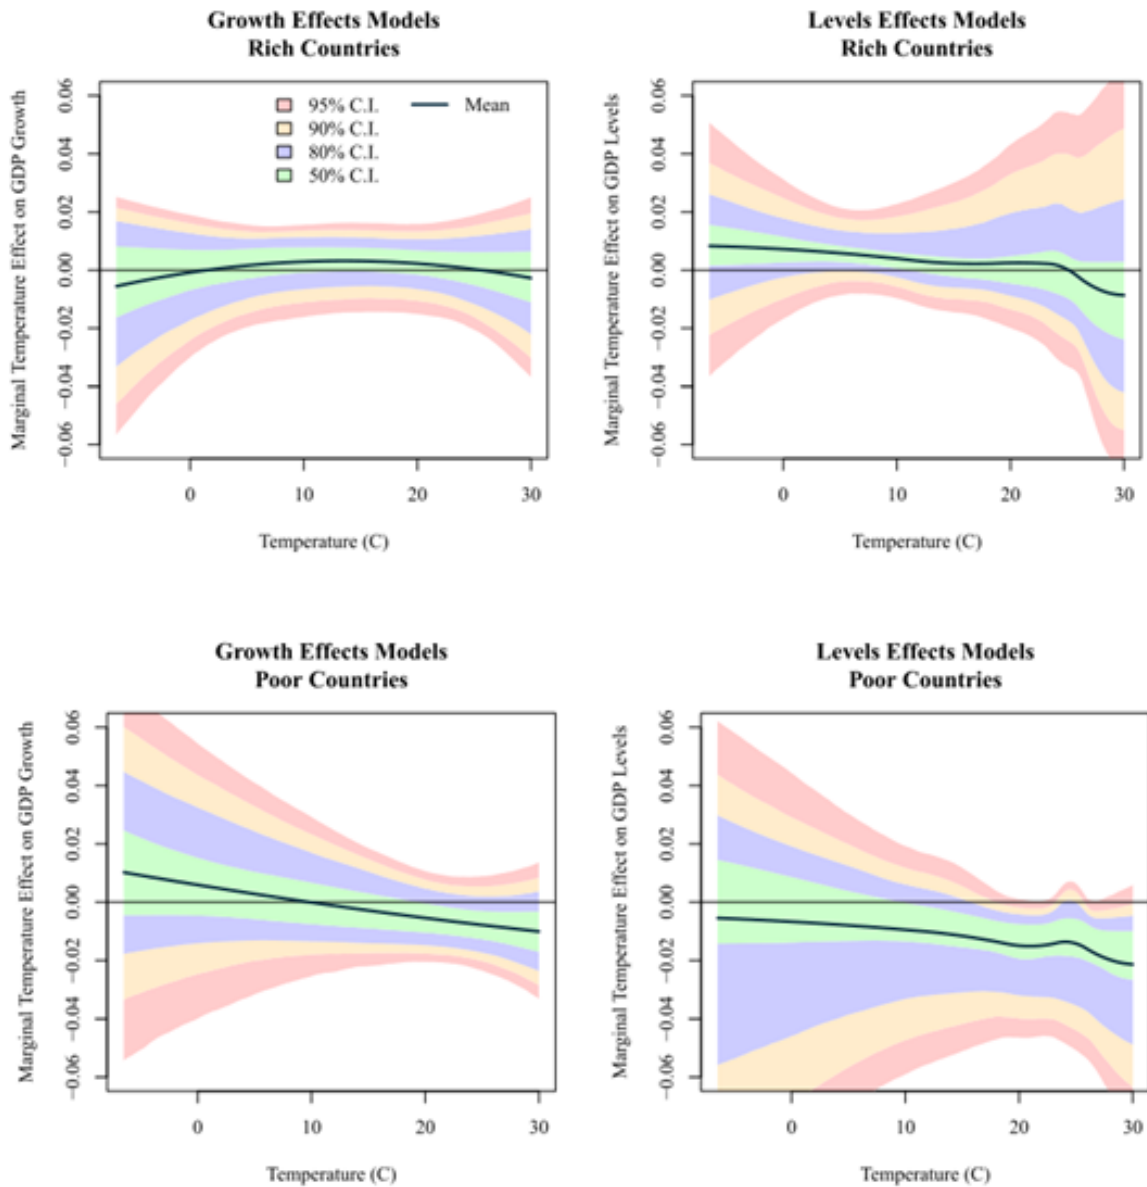 Growth Effects Models
Rich Countries
Marginal Temperature Effect on GDP Growth
0.06
0.04
0.02
0.00
−0.02
−0.04
−0.06
95% C.I.
90% C.I.
80% C.I.
50% C.I.
Mean
0 10 20 30
Temperature (C)
Levels Effects Models
Rich Countries
Marginal Temperature Effect on GDP Levels
0.06
0.04
0.02
0.00
−0.02
−0.04
−0.06
0 10 20 30
Temperature (C)
Growth Effects Models
Poor Countries
Marginal Temperature Effect on GDP Growth
0.06
0.04
0.02
0.00
−0.02
−0.04
−0.06
0 10 20 30
Temperature (C)
Levels Effects Models
Poor Countries
Marginal Temperature Effect on GDP Levels
0.06
0.04
0.02
0.00
−0.02
−0.04
−0.06
0 10 20 30
Temperature (C)